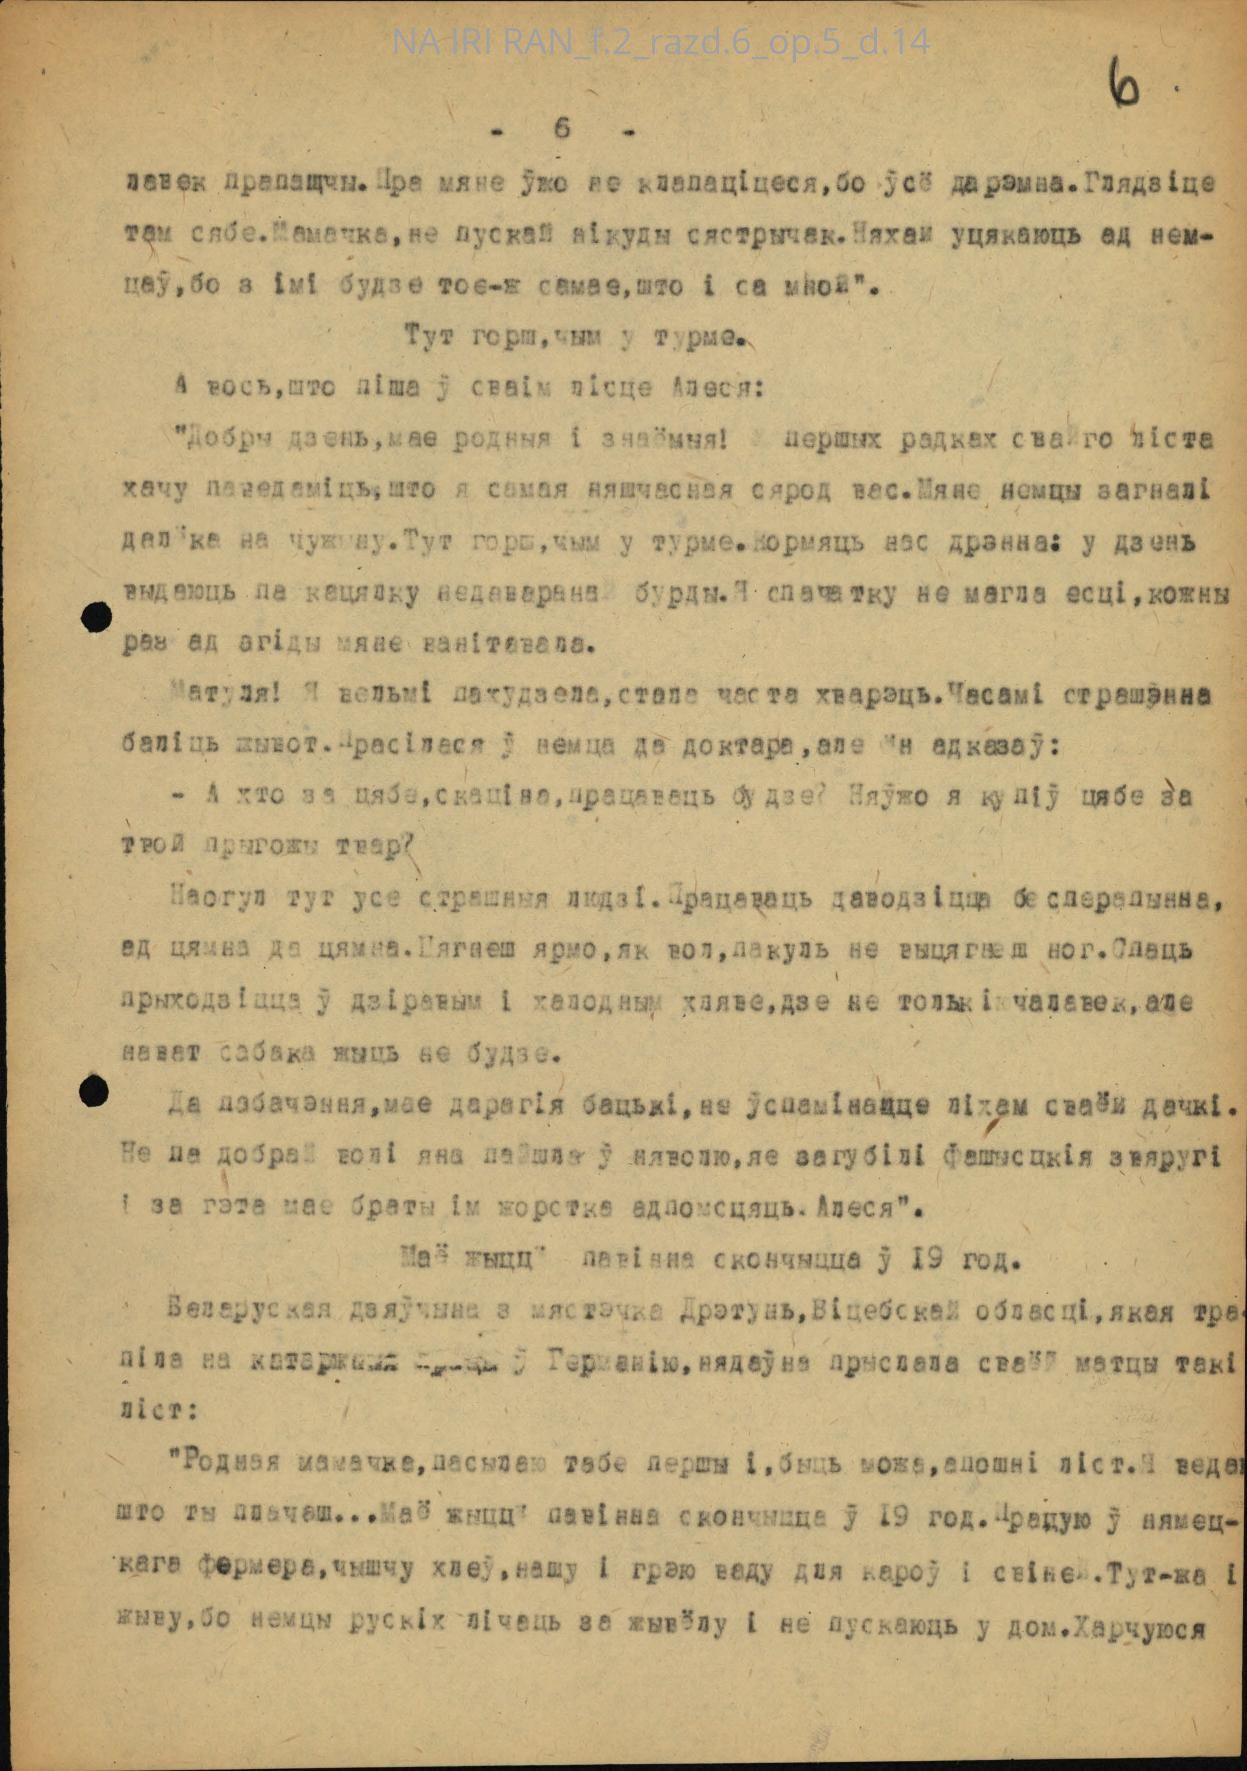 NA IRI RAN_f.2_razd.6_op.5_d.14
6
- 6 -
лавек прапащчы.Пра мяне ўжо не клапаціцеся,бо ўсё дарэмна.Глядзіце
там сябе.Мамачка,не пускай нікуды сястрычак.Няхай уцякаюць ад нем-
цаў,бо з імі будзе тое-ж самае,што і са мной".
Тут горш,чым у турме.
А вось,што піша ў сваім лісце Алеся:
"Добры дзень,мае родныя і знаёмыя! У першых радках свайго ліста
хачу паведаміць,што я самая няшчасная сярод вас.Мяне немцы загналі
далёка на чужыну.Тут горш,чым у турме.Кормяць нас дрэнна: у дзень
выдаюць па кацялку недаваранай бурды.Я спачатку не магла есці,кожны
раз ад агіды мяне ванітавала.
Матуля! Я вельмі пахудзела,стала часта хварэць.Часамі страшэнна
баліць жывот.Прасілася ў немца да доктара,але ён адказаў:
- А хто за цябе,скаціна,працаваць будзе? Няўжо я купіў цябе за
твой прыгожы твар?
Наогул тут усе страшныя людзі.Працаваць даводзіцца бесперапынна,
ад цямна да цямна.Цягнеш ярмо,як вол,пакуль не выцягнеш ног.Спаць
прыходзіцца ў дзіравым і халодным хляве,дзе не толькі чалавек,але
нават сабака жыць не будзе.
Да пабачэння,мае дарагія бацькі,не ўспамінайце ліхам сваёй дачкі.
Не па добрай волі яна пайшла ў няволю,яе загубілі фашысцкія звяругі
і за гэта мае браты ім жорстка адпомсцяць.Алеся".
Маё жыццё павінна скончыцца ў 19 год.
Беларуская дзяўчына з мястэчка Дрэтунь,Віцебскай обласці,якая тра-
піла на катаржныя працы ў Германію,нядаўна прыслала сваёй матцы такі
ліст:
"Родная мамачка,пасылаю табе першы і,быць можа,апошні ліст.Я ведаю
што ты плачаш...Маё жыццё павінна скончыцца ў 19 год.Працую ў нямец-
кага фермера,чышчу хлеў,нашу і грэю ваду для кароў і свіней.Тут-жа і
жыву,бо немцы рускіх лічаць за жывёлу і не пускаюць у дом.Харчуюся